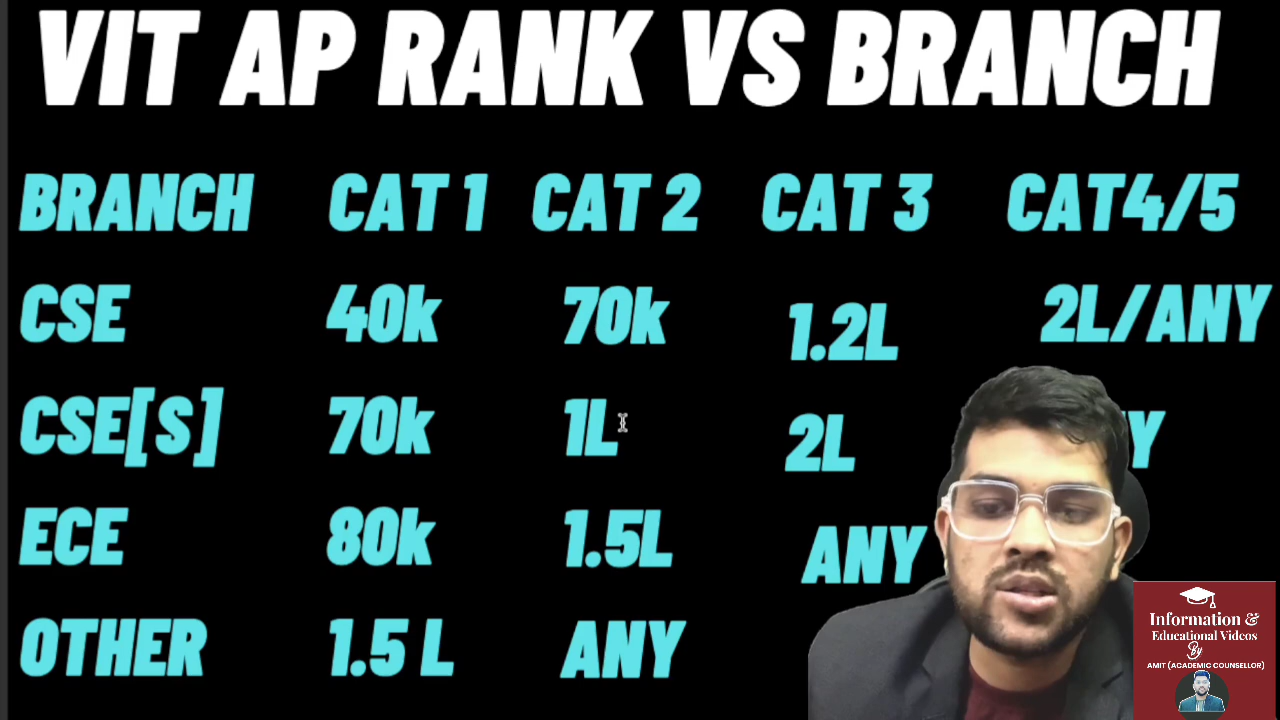 VIT AP RANK VS BRANCH
BRANCH CAT 1 CAT 2 CAT 3 CAT4/5
CSE 40k 70k 1.2L 2L/ANY
CSE[S] 70k 1L 2L
ECE 80k 1.5L ANY
OTHER 1.5 L ANY
Information &
Educational Videos
By
AMIT (ACADEMIC COUNSELLOR)